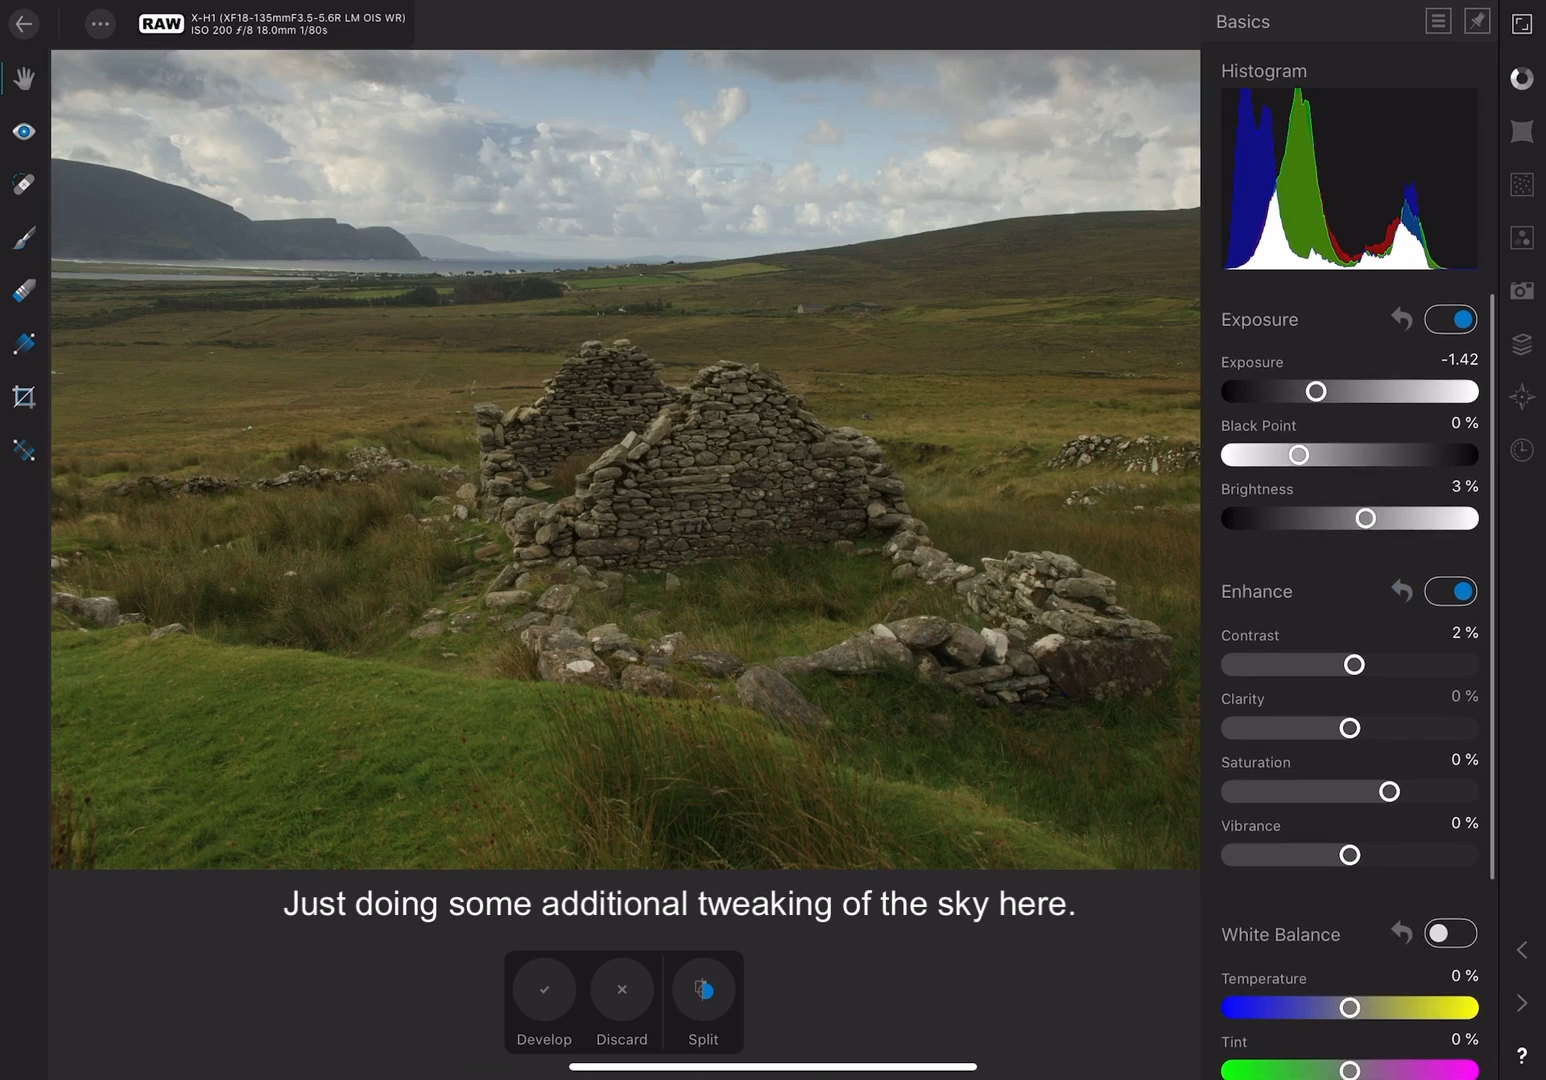 RAW
X-H1 (XF18-135mmF3.5-5.6R LM OIS WR)
ISO 200 ƒ/8 18.0mm 1/80s
Basics
Histogram
Exposure
Exposure -1.42
Black Point 0 %
Brightness 3 %
Enhance
Contrast 2 %
Clarity 0 %
Saturation 0 %
Vibrance 0 %
White Balance
Temperature 0 %
Tint 0 %
Just doing some additional tweaking of the sky here.
Develop Discard Split
?